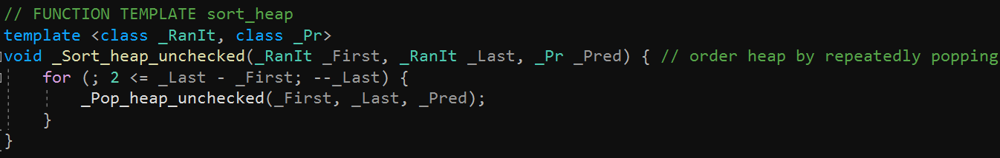 // FUNCTION TEMPLATE sort_heap
template <class _RanIt, class _Pr>
void _Sort_heap_unchecked(_RanIt _First, _RanIt _Last, _Pr _Pred) { // order heap by repeatedly popping
    for (; 2 <= _Last - _First; --_Last) {
        _Pop_heap_unchecked(_First, _Last, _Pred);
    }
}